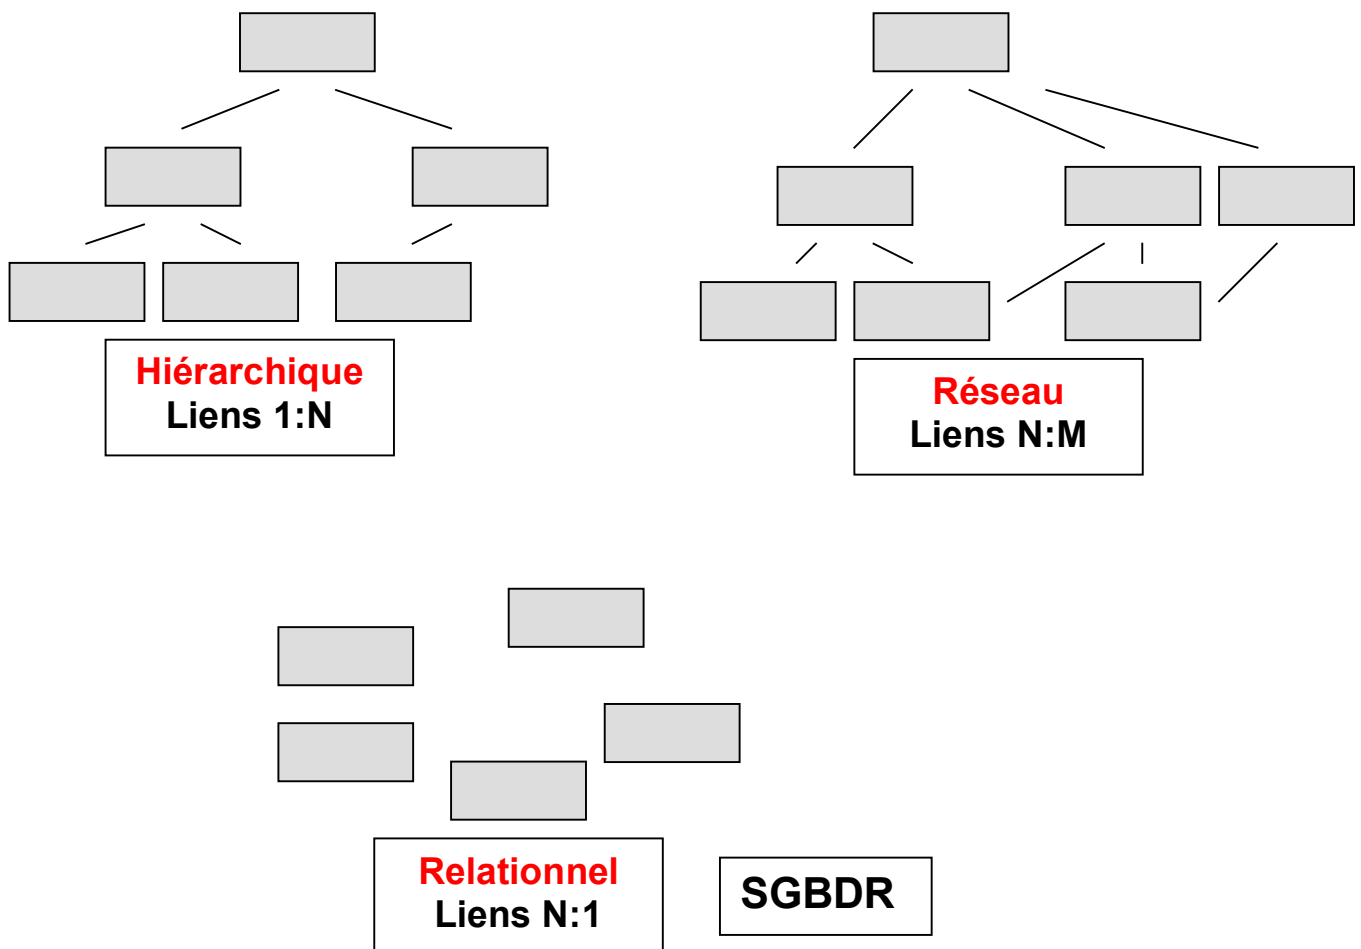 Hiérarchique
Liens 1:N
Réseau
Liens N:M
Relationnel
Liens N:1
SGBDR